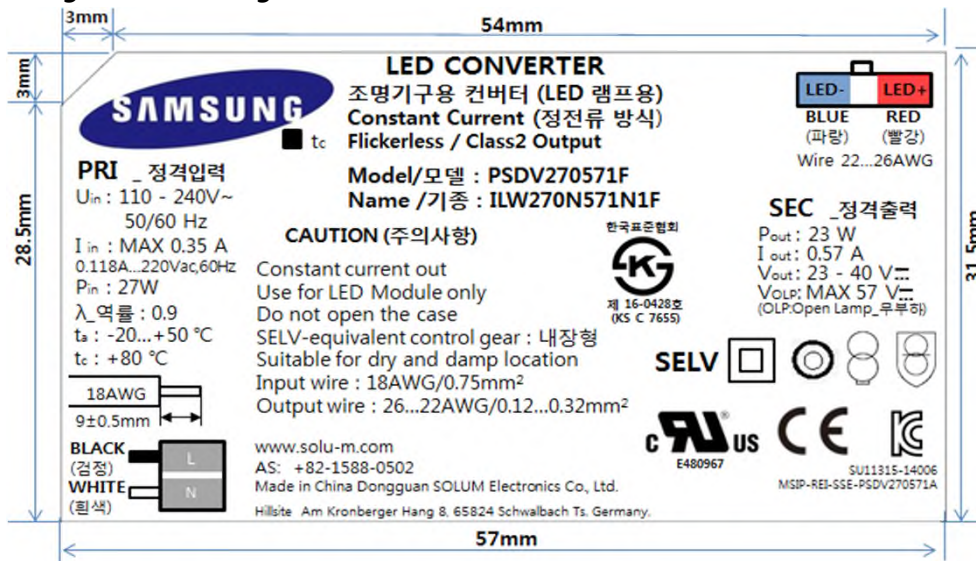 3mm
54mm
3mm
28.5mm
31.5mm
57mm
SAMSUNG
LED CONVERTER
조명기구용 컨버터 (LED 램프용)
Constant Current (정전류 방식)
tc Flickerless / Class2 Output
Model/모델 : PSDV270571F
Name /기종 : ILW270N571N1F
LED- LED+
BLUE RED
(파랑) (빨강)
Wire 22...26AWG
PRI _ 정격입력
Uin : 110 - 240V~
50/60 Hz
I in : MAX 0.35 A
0.118A...220Vac,60Hz
Pin : 27W
λ_역률 : 0.9
ta : -20...+50 ℃
tc : +80 ℃
18AWG
9±0.5mm
BLACK
(검정)
WHITE
(흰색)
L
N
CAUTION (주의사항)
Constant current out
Use for LED Module only
Do not open the case
SELV-equivalent control gear : 내장형
Suitable for dry and damp location
Input wire : 18AWG/0.75mm²
Output wire : 26...22AWG/0.12...0.32mm²
www.solu-m.com
AS: +82-1588-0502
Made in China Dongguan SOLUM Electronics Co., Ltd.
Hillsite Am Kronberger Hang 8, 65824 Schwalbach Ts. Germany.
한국표준협회
제 16-0428호
(KS C 7655)
SEC _정격출력
Pout : 23 W
I out : 0.57 A
Vout : 23 - 40 V
VOLP: MAX 57 V
(OLP:Open Lamp_무부하)
SELV
c RU US
E480967
CE
SU11315-14006
MSIP-REI-SSE-PSDV270571A